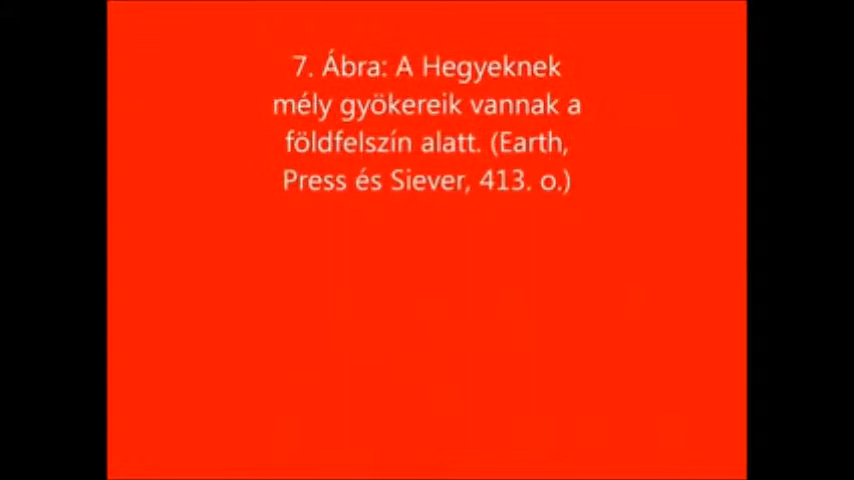 7. Ábra: A Hegyeknek
mély gyökereik vannak a
földfelszín alatt. (Earth,
Press és Siever, 413. o.)